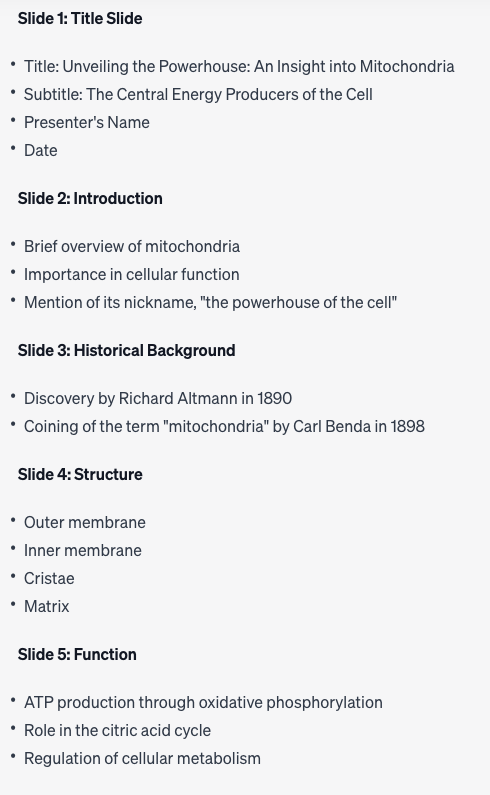 Slide 1: Title Slide
• Title: Unveiling the Powerhouse: An Insight into Mitochondria
• Subtitle: The Central Energy Producers of the Cell
• Presenter's Name
• Date
Slide 2: Introduction
• Brief overview of mitochondria
• Importance in cellular function
• Mention of its nickname, "the powerhouse of the cell"
Slide 3: Historical Background
• Discovery by Richard Altmann in 1890
• Coining of the term "mitochondria" by Carl Benda in 1898
Slide 4: Structure
• Outer membrane
• Inner membrane
• Cristae
• Matrix
Slide 5: Function
• ATP production through oxidative phosphorylation
• Role in the citric acid cycle
• Regulation of cellular metabolism